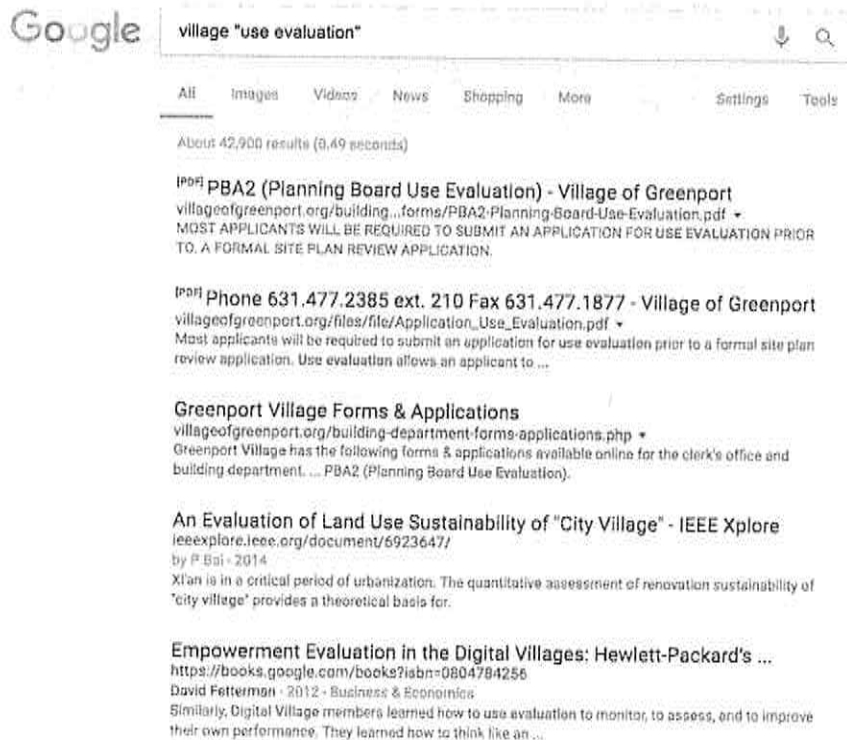 Google
village "use evaluation"
All Images Videos News Shopping More Settings Tools
About 42,900 results (0.49 seconds)
[PDF] PBA2 (Planning Board Use Evaluation) - Village of Greenport
villageofgreenport.org/building...forms/PBA2-Planning-Board-Use-Evaluation.pdf
MOST APPLICANTS WILL BE REQUIRED TO SUBMIT AN APPLICATION FOR USE EVALUATION PRIOR
TO. A FORMAL SITE PLAN REVIEW APPLICATION.
[PDF] Phone 631.477.2385 ext. 210 Fax 631.477.1877 - Village of Greenport
villageofgreenport.org/files/file/Application_Use_Evaluation.pdf
Most applicants will be required to submit an application for use evaluation prior to a formal site plan
review application. Use evaluation allows an applicant to ...
Greenport Village Forms & Applications
villageofgreenport.org/building-department-forms-applications.php
Greenport Village has the following forms & applications available online for the clerk's office and
building department. ... PBA2 (Planning Board Use Evaluation).
An Evaluation of Land Use Sustainability of "City Village" - IEEE Xplore
ieeexplore.ieee.org/document/6923647/
by P Bai - 2014
Xi'an is in a critical period of urbanization. The quantitative assessment of renovation sustainability of
"city village" provides a theoretical basis for.
Empowerment Evaluation in the Digital Villages: Hewlett-Packard's ...
https://books.google.com/books?isbn=0804784256
David Fetterman - 2012 - Business & Economics
Similarly, Digital Village members learned how to use evaluation to monitor, to assess, and to improve
their own performance. They learned how to think like an ...